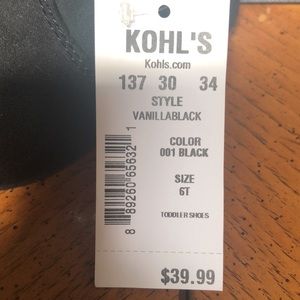 KOHL'S
Kohls.com
137 30 34
STYLE
VANILLABLACK
COLOR
001 BLACK
SIZE
6T
TODDLER SHOES
8 89260 65632 1
$39.99